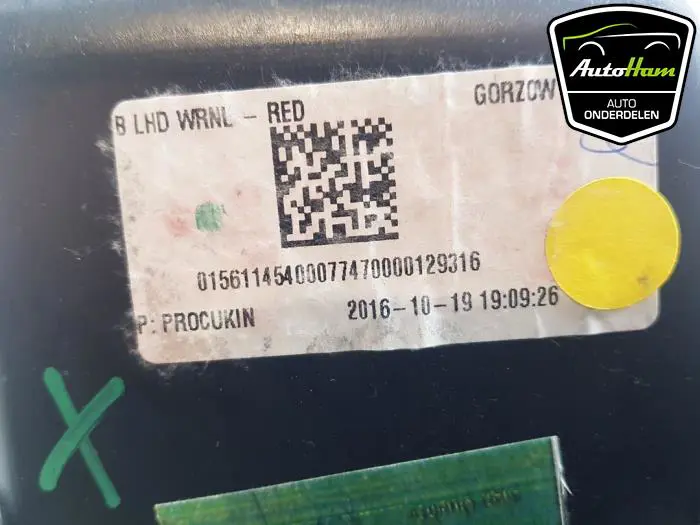 B LHD WRNL - RED
GORZOW
01561145400077470000129316
P: PROCUKIN
2016-10-19 19:09:26
X
AutoHam
AUTO
ONDERDELEN